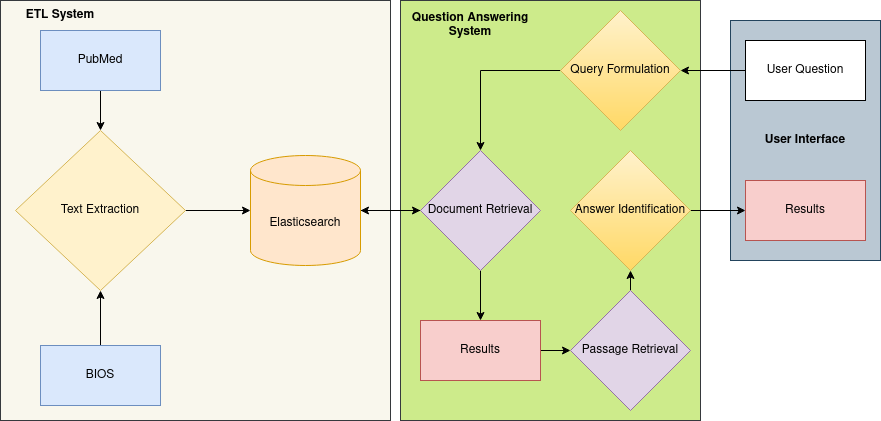 ETL System
PubMed
Text Extraction
BIOS
Elasticsearch
Question Answering
System
Query Formulation
Document Retrieval
Answer Identification
Results
Passage Retrieval
User Question
User Interface
Results